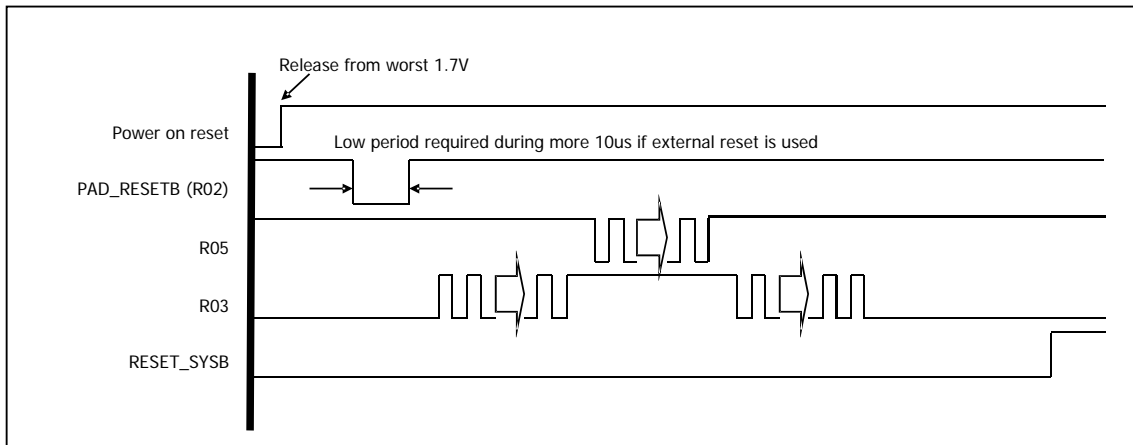 Release from worst 1.7V
Power on reset
Low period required during more 10us if external reset is used
PAD_RESETB (R02)
R05
R03
RESET_SYSB